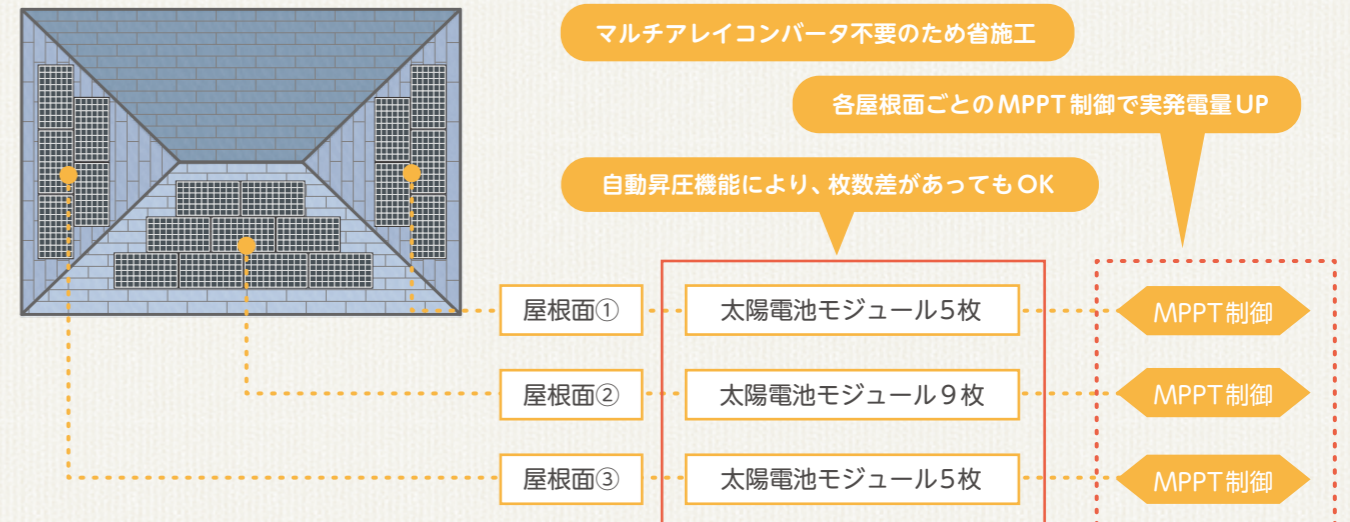 マルチアレイコンバータ不要のため省施工
各屋根面ごとのMPPT制御で実発電量UP
自動昇圧機能により、枚数差があってもOK
屋根面① 太陽電池モジュール5枚 MPPT制御
屋根面② 太陽電池モジュール9枚 MPPT制御
屋根面③ 太陽電池モジュール5枚 MPPT制御